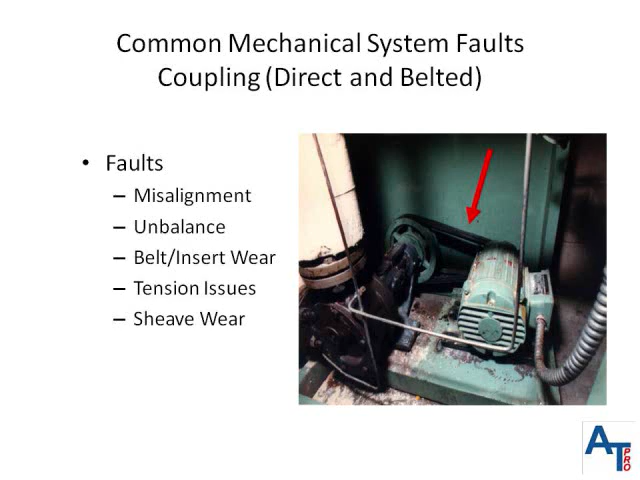 Common Mechanical System Faults
Coupling (Direct and Belted)
• Faults
– Misalignment
– Unbalance
– Belt/Insert Wear
– Tension Issues
– Sheave Wear
AT
PRO